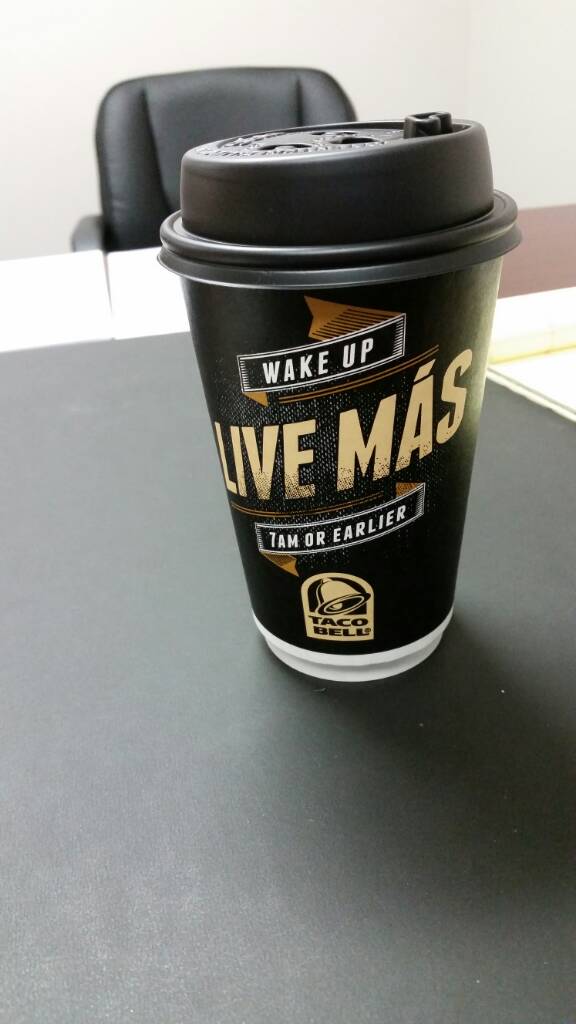 WAKE UP
LIVE MÁS
7AM OR EARLIER
TACO
BELL®